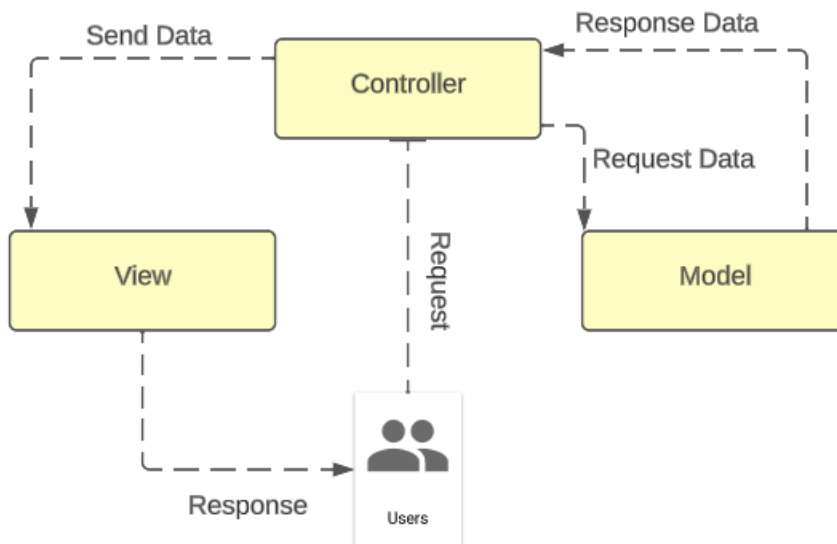 Send Data
Response Data
Controller
Request Data
View
Request
Model
Response
Users